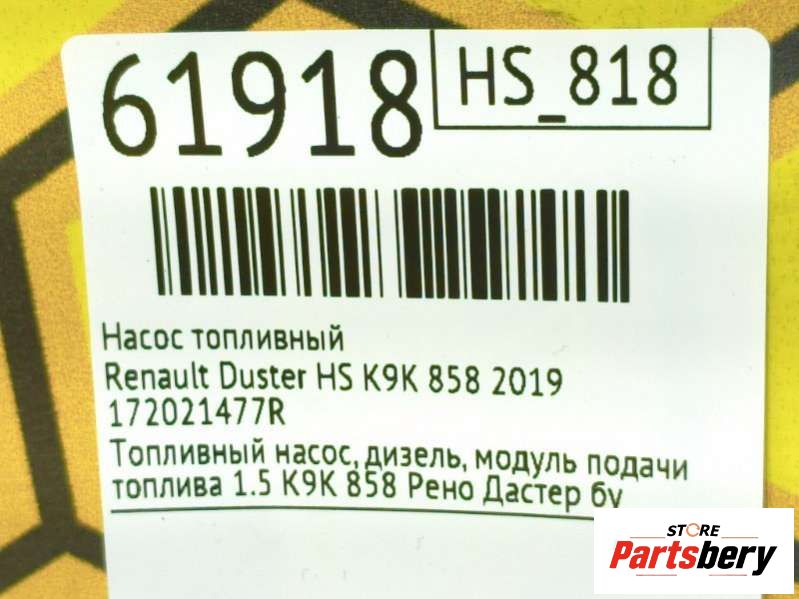 61918
HS_818
Насос топливный
Renault Duster HS K9K 858 2019
172021477R
Топливный насос, дизель, модуль подачи
топлива 1.5 K9K 858 Рено Дастер бу
STORE
Partsbery